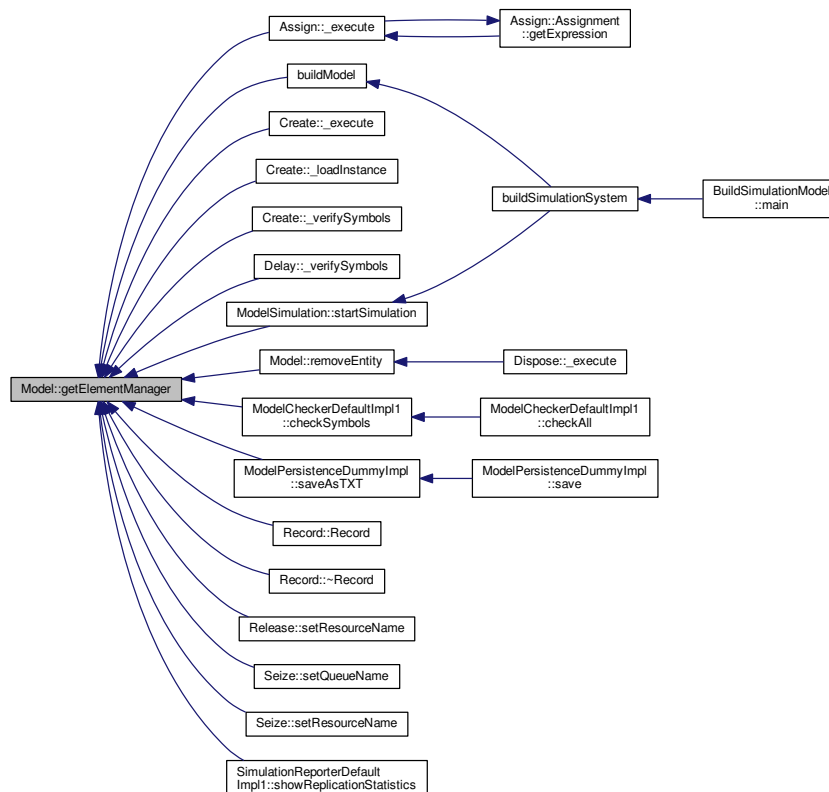 Assign::_execute
Assign::Assignment
::getExpression
buildModel
Create::_execute
Create::_loadInstance
buildSimulationSystem
BuildSimulationModel
::main
Create::_verifySymbols
Delay::_verifySymbols
ModelSimulation::startSimulation
Model::removeEntity
Dispose::_execute
Model::getElementManager
ModelCheckerDefaultImpl1
::checkSymbols
ModelCheckerDefaultImpl1
::checkAll
ModelPersistenceDummyImpl
::saveAsTXT
ModelPersistenceDummyImpl
::save
Record::Record
Record::~Record
Release::setResourceName
Seize::setQueueName
Seize::setResourceName
SimulationReporterDefault
Impl1::showReplicationStatistics